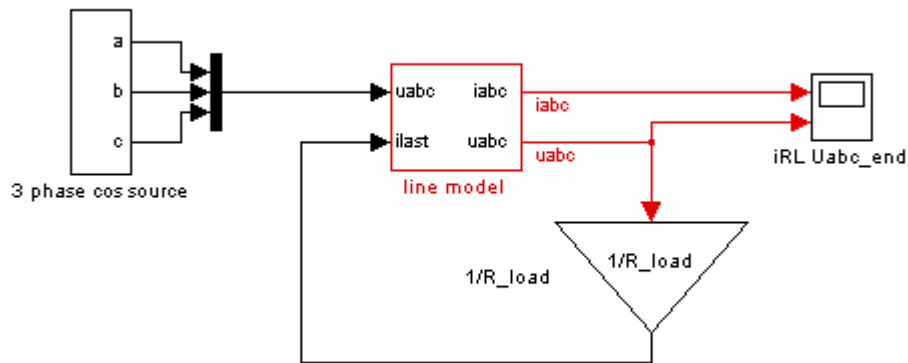 a
b
c
3 phase cos source
uabc
iabc
ilast
uabc
line model
iabc
uabc
iRL Uabc_end
1/R_load
1/R_load